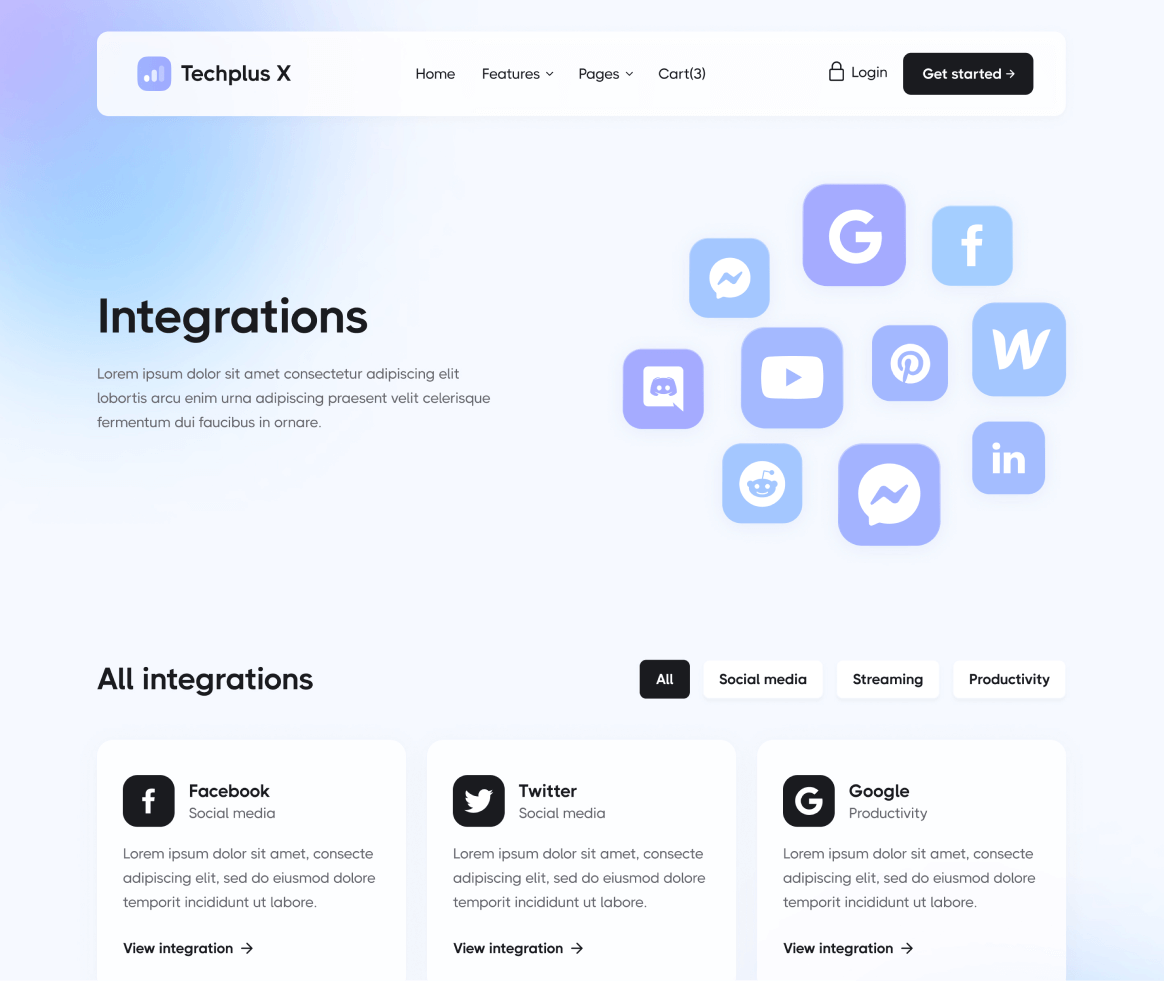 Techplus X
Home Features Pages Cart(3)
Login
Get started →
Integrations
Lorem ipsum dolor sit amet consectetur adipiscing elit
lobortis arcu enim urna adipiscing praesent velit celerisque
fermentum dui faucibus in ornare.
All integrations
All
Social media
Streaming
Productivity
Facebook
Social media
Lorem ipsum dolor sit amet, consecte
adipiscing elit, sed do eiusmod dolore
temporit incididunt ut labore.
View integration →
Twitter
Social media
Lorem ipsum dolor sit amet, consecte
adipiscing elit, sed do eiusmod dolore
temporit incididunt ut labore.
View integration →
Google
Productivity
Lorem ipsum dolor sit amet, consecte
adipiscing elit, sed do eiusmod dolore
temporit incididunt ut labore.
View integration →